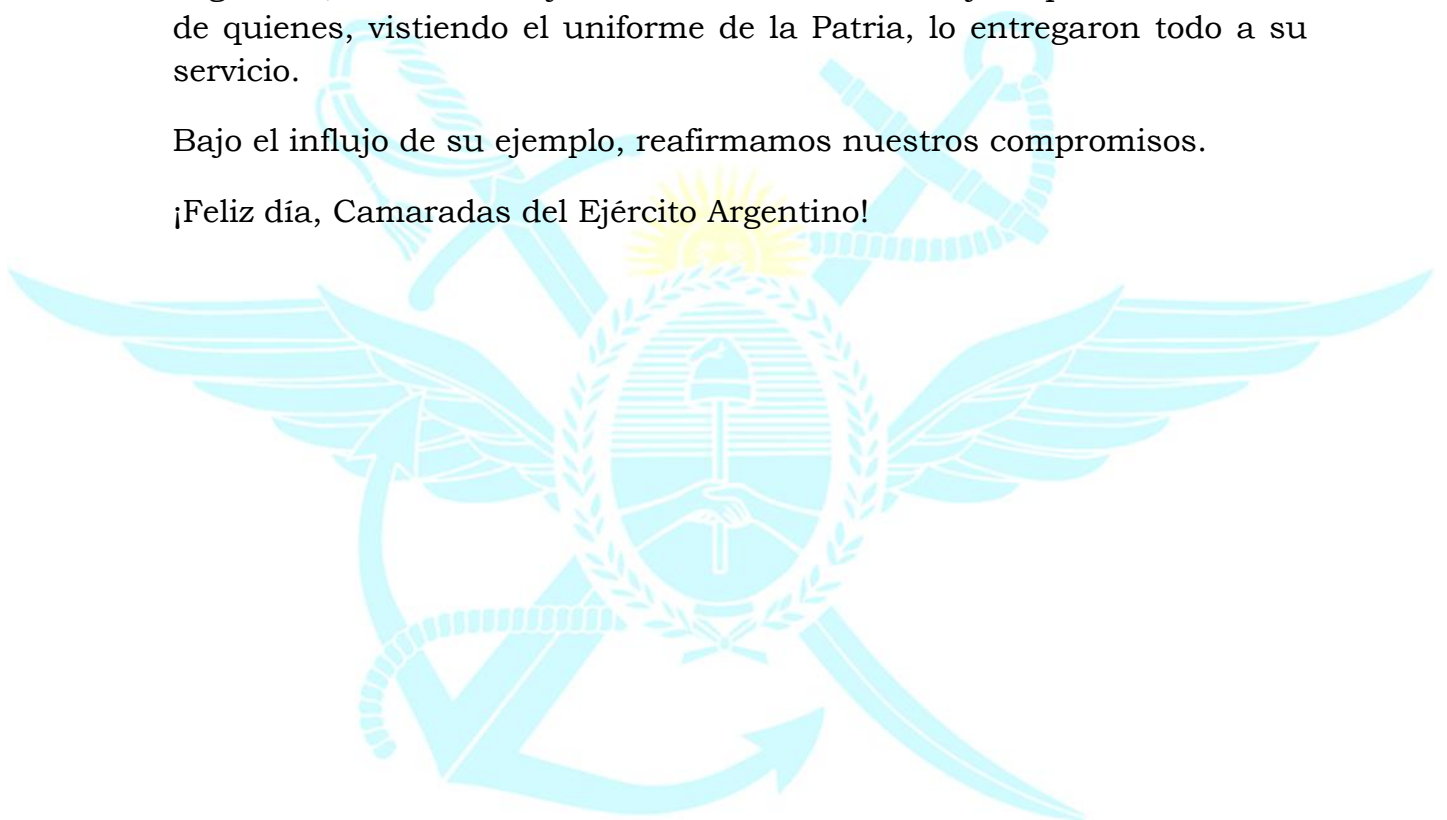 de quienes, vistiendo el uniforme de la Patria, lo entregaron todo a su
servicio.
Bajo el influjo de su ejemplo, reafirmamos nuestros compromisos.
¡Feliz día, Camaradas del Ejército Argentino!